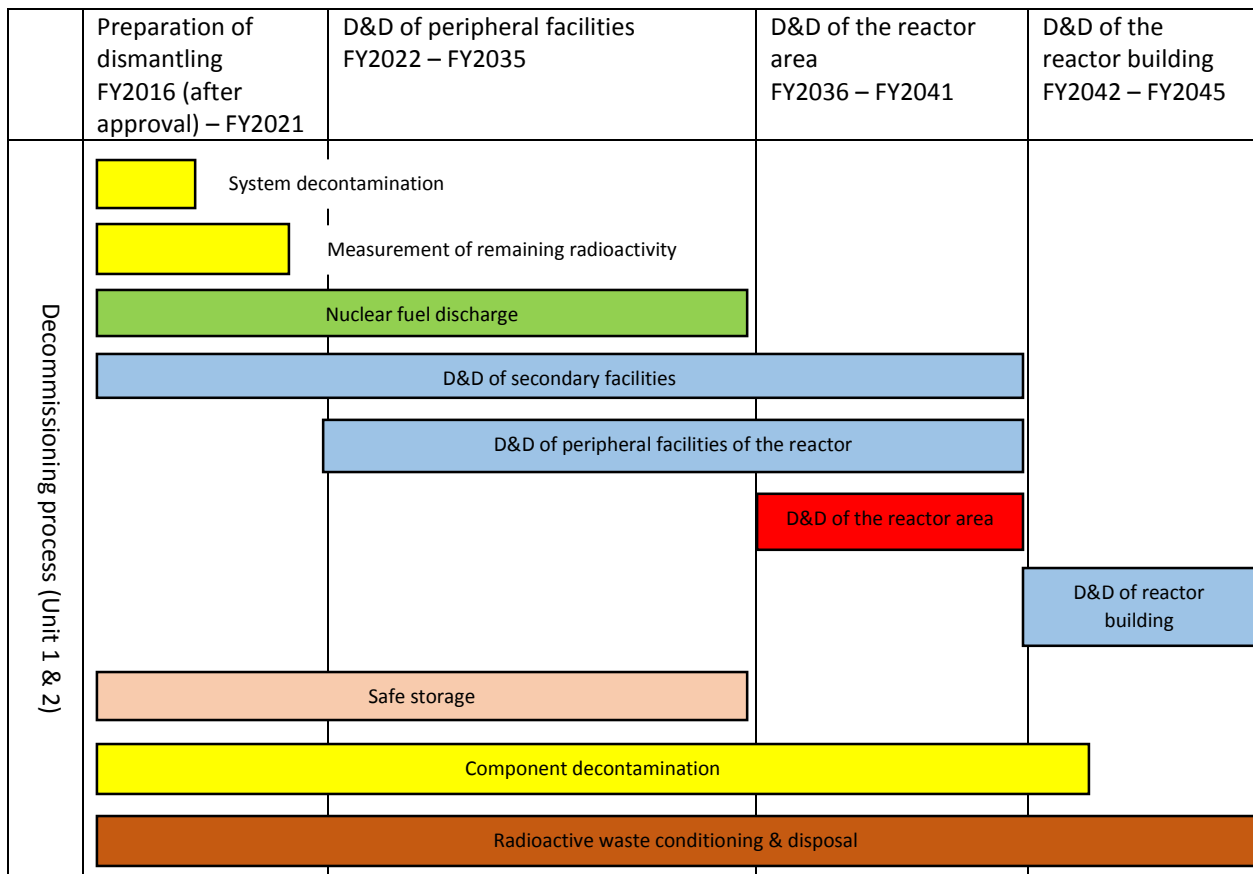 Preparation of
dismantling
FY2016 (after
approval) – FY2021
D&D of peripheral facilities
FY2022 – FY2035
D&D of the reactor
area
FY2036 – FY2041
D&D of the
reactor building
FY2042 – FY2045
Decommissioning process (Unit 1 & 2)
System decontamination
Measurement of remaining radioactivity
Nuclear fuel discharge
D&D of secondary facilities
D&D of peripheral facilities of the reactor
D&D of the reactor area
D&D of reactor
building
Safe storage
Component decontamination
Radioactive waste conditioning & disposal